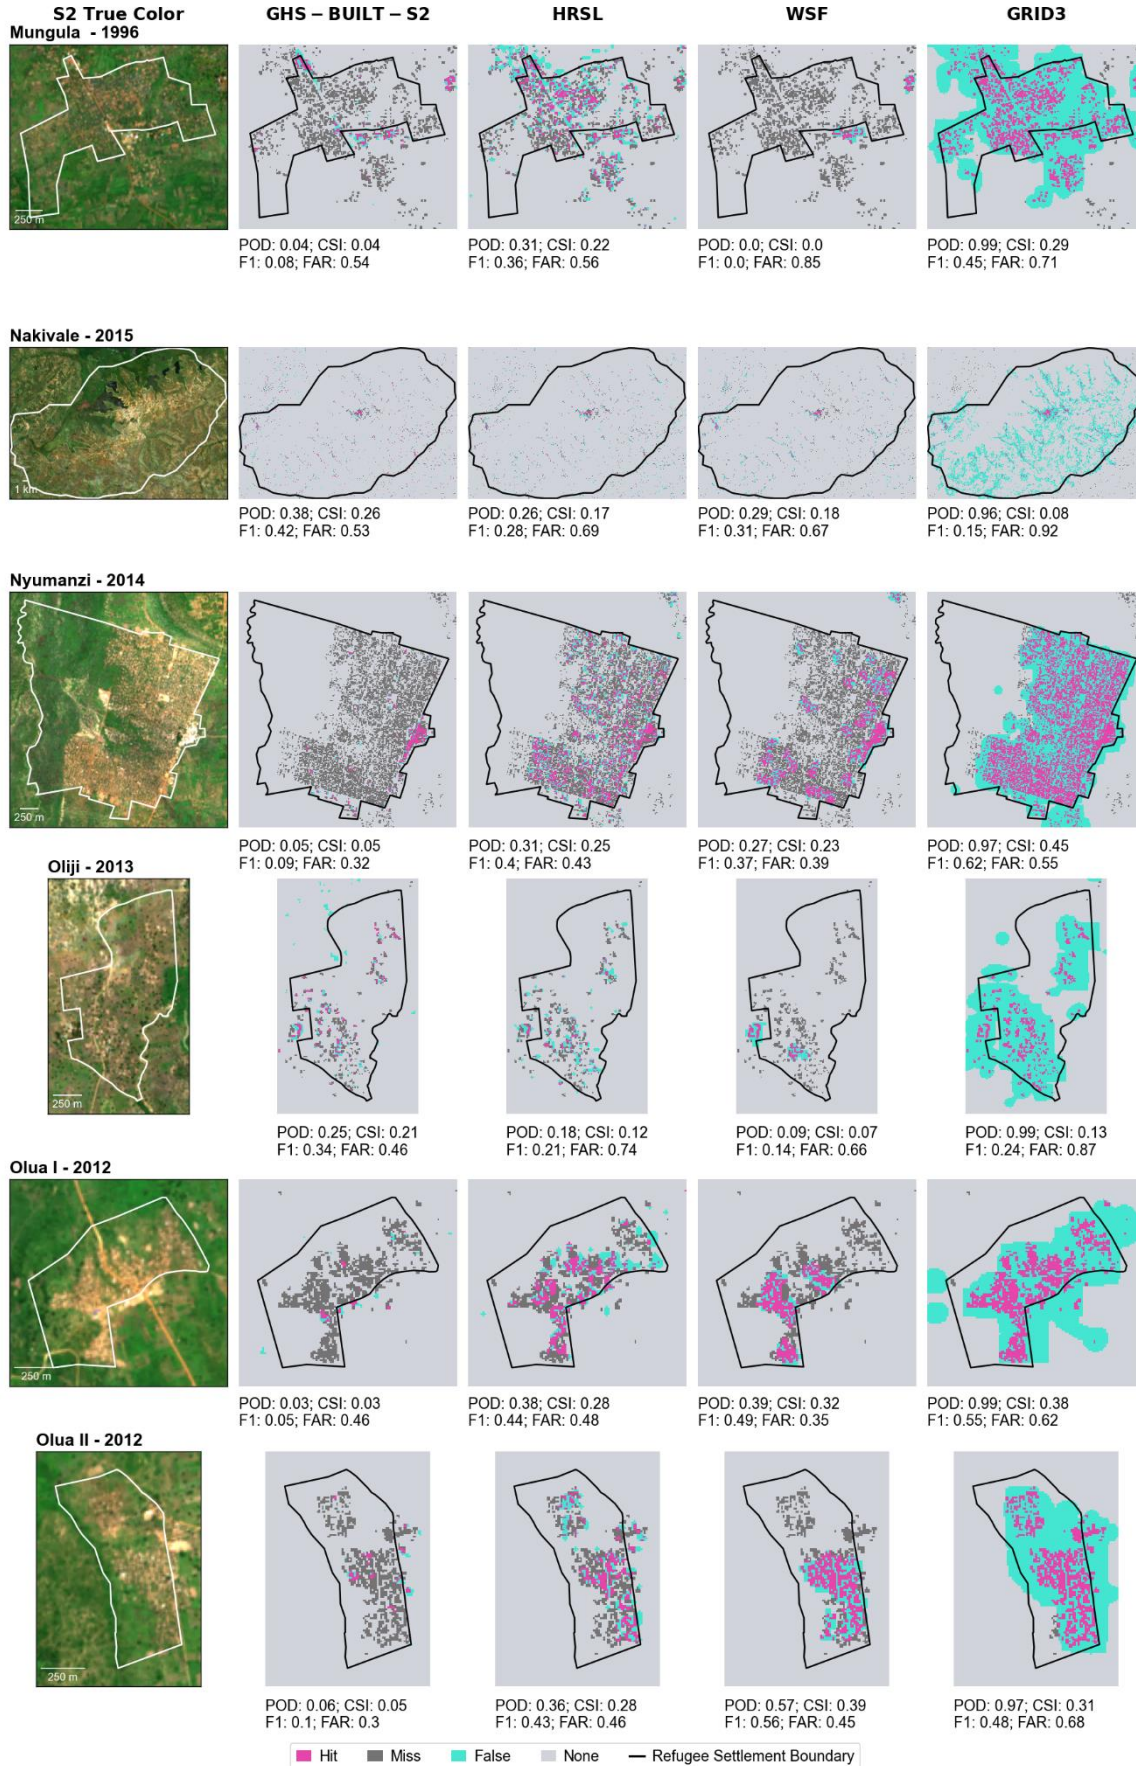 S2 True Color
GHS – BUILT – S2
HRSL
WSF
GRID3
Mungula - 1996
250 m
POD: 0.04; CSI: 0.04
F1: 0.08; FAR: 0.54
POD: 0.31; CSI: 0.22
F1: 0.36; FAR: 0.56
POD: 0.0; CSI: 0.0
F1: 0.0; FAR: 0.85
POD: 0.99; CSI: 0.29
F1: 0.45; FAR: 0.71
Nakivale - 2015
1 km
POD: 0.38; CSI: 0.26
F1: 0.42; FAR: 0.53
POD: 0.26; CSI: 0.17
F1: 0.28; FAR: 0.69
POD: 0.29; CSI: 0.18
F1: 0.31; FAR: 0.67
POD: 0.96; CSI: 0.08
F1: 0.15; FAR: 0.92
Nyumanzi - 2014
250 m
POD: 0.05; CSI: 0.05
F1: 0.09; FAR: 0.32
POD: 0.31; CSI: 0.25
F1: 0.4; FAR: 0.43
POD: 0.27; CSI: 0.23
F1: 0.37; FAR: 0.39
POD: 0.97; CSI: 0.45
F1: 0.62; FAR: 0.55
Oliji - 2013
250 m
POD: 0.25; CSI: 0.21
F1: 0.34; FAR: 0.46
POD: 0.18; CSI: 0.12
F1: 0.21; FAR: 0.74
POD: 0.09; CSI: 0.07
F1: 0.14; FAR: 0.66
POD: 0.99; CSI: 0.13
F1: 0.24; FAR: 0.87
Olua I - 2012
250 m
POD: 0.03; CSI: 0.03
F1: 0.05; FAR: 0.46
POD: 0.38; CSI: 0.28
F1: 0.44; FAR: 0.48
POD: 0.39; CSI: 0.32
F1: 0.49; FAR: 0.35
POD: 0.99; CSI: 0.38
F1: 0.55; FAR: 0.62
Olua II - 2012
250 m
POD: 0.06; CSI: 0.05
F1: 0.1; FAR: 0.3
POD: 0.36; CSI: 0.28
F1: 0.43; FAR: 0.46
POD: 0.57; CSI: 0.39
F1: 0.56; FAR: 0.45
POD: 0.97; CSI: 0.31
F1: 0.48; FAR: 0.68
Hit
Miss
False
None
Refugee Settlement Boundary